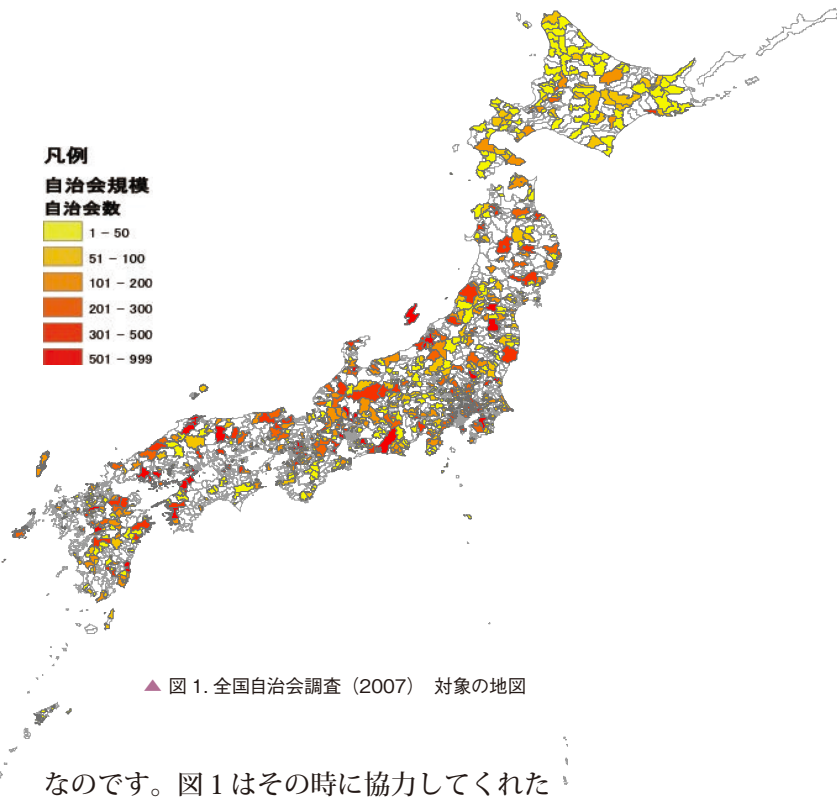 凡例
自治会規模
自治会数
1 – 50
51 – 100
101 – 200
201 – 300
301 – 500
501 – 999
▲ 図 1. 全国自治会調査（2007） 対象の地図
なのです。図 1 はその時に協力してくれた